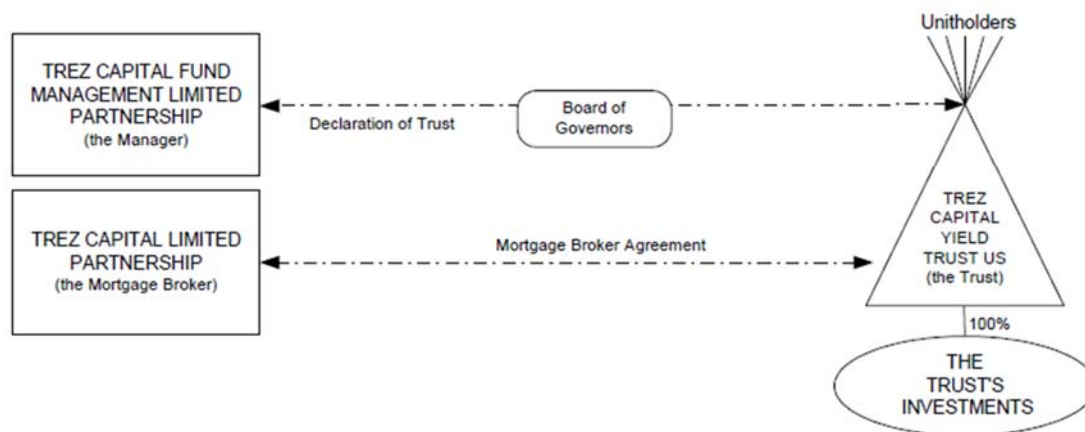 Unitholders
TREZ CAPITAL FUND
MANAGEMENT LIMITED
PARTNERSHIP
(the Manager)
Declaration of Trust
Board of
Governors
TREZ CAPITAL LIMITED
PARTNERSHIP
(the Mortgage Broker)
Mortgage Broker Agreement
TREZ
CAPITAL
YIELD
TRUST US
(the Trust)
100%
THE
TRUST'S
INVESTMENTS